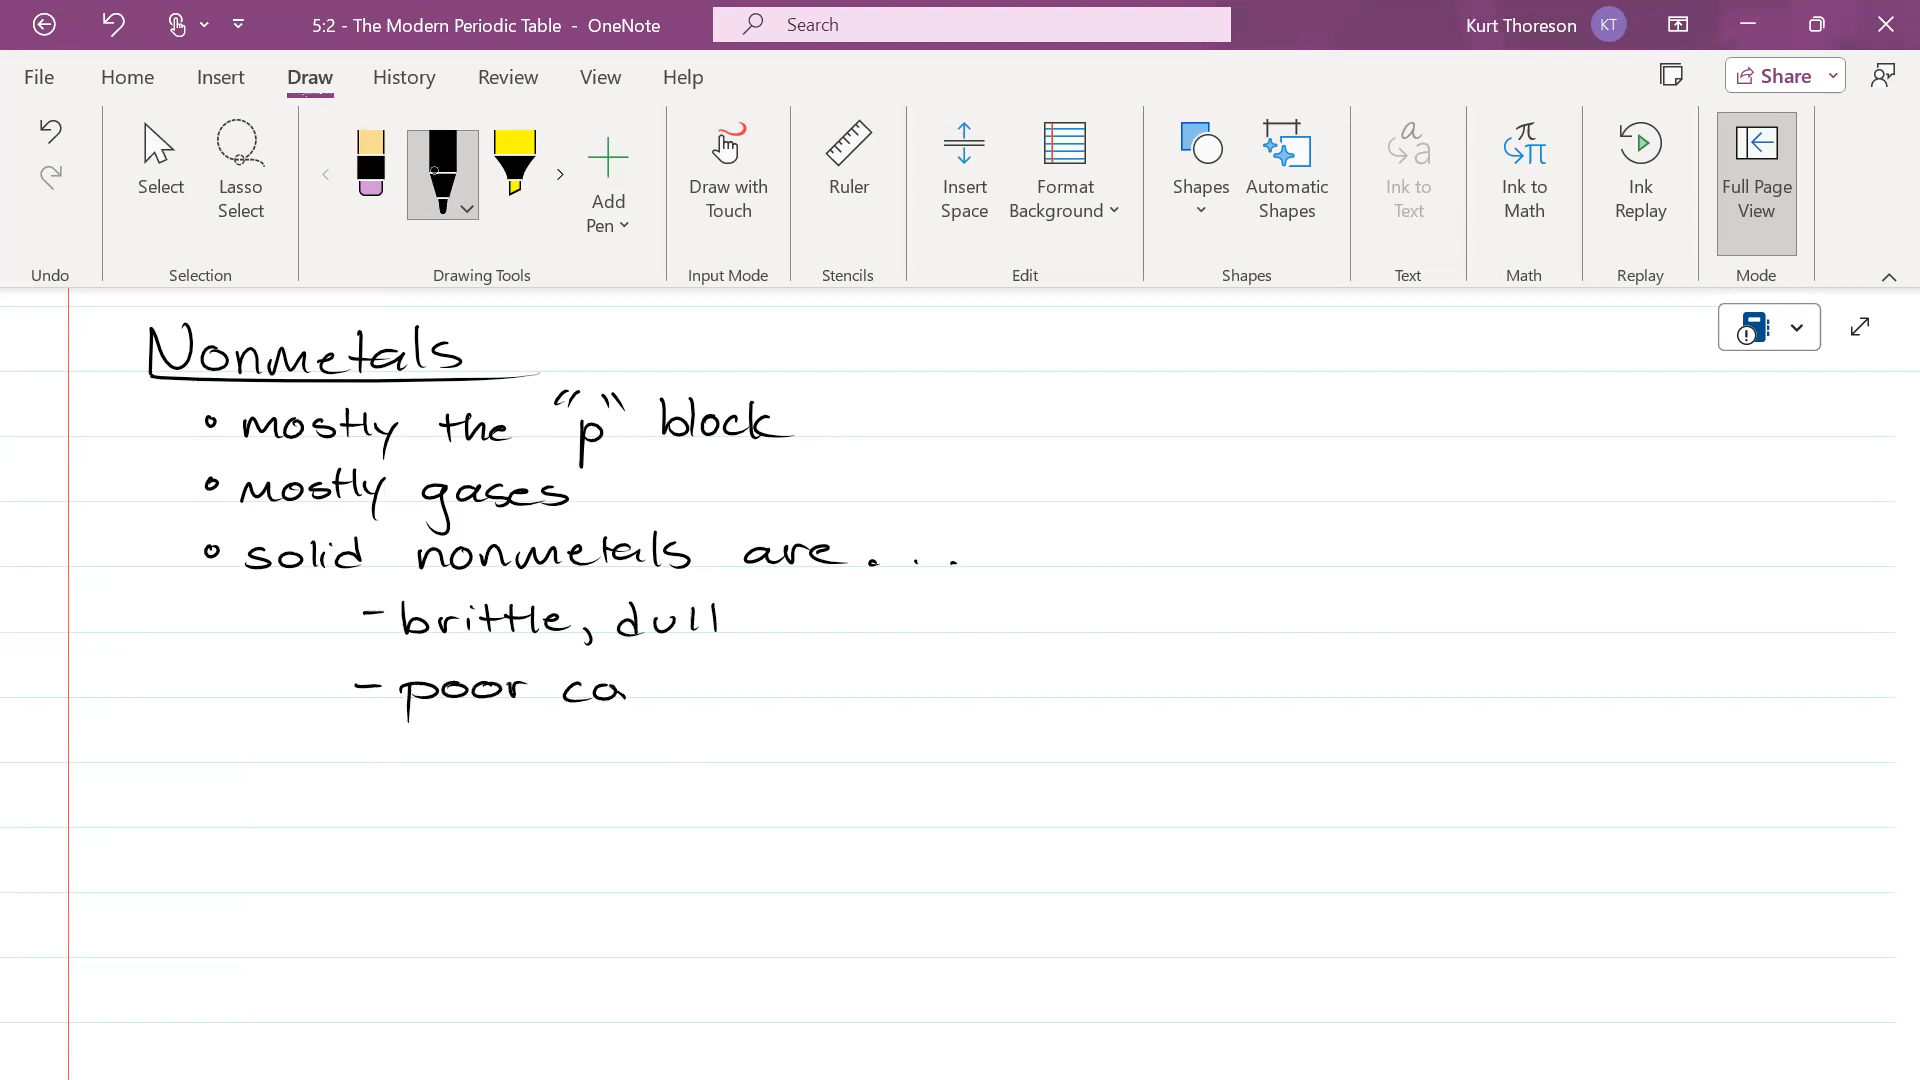 5:2 - The Modern Periodic Table - OneNote
Search
Kurt Thoreson
KT
File Home Insert Draw History Review View Help
Share
Select
Lasso Select
Add Pen
Draw with Touch
Ruler
Insert Space
Format Background
Shapes
Automatic Shapes
Ink to Text
Ink to Math
Ink Replay
Full Page View
Undo Selection Drawing Tools Input Mode Stencils Edit Shapes Text Math Replay Mode
Nonmetals
• mostly the "p" block
• mostly gases
• solid nonmetals are...
- brittle, dull
- poor co